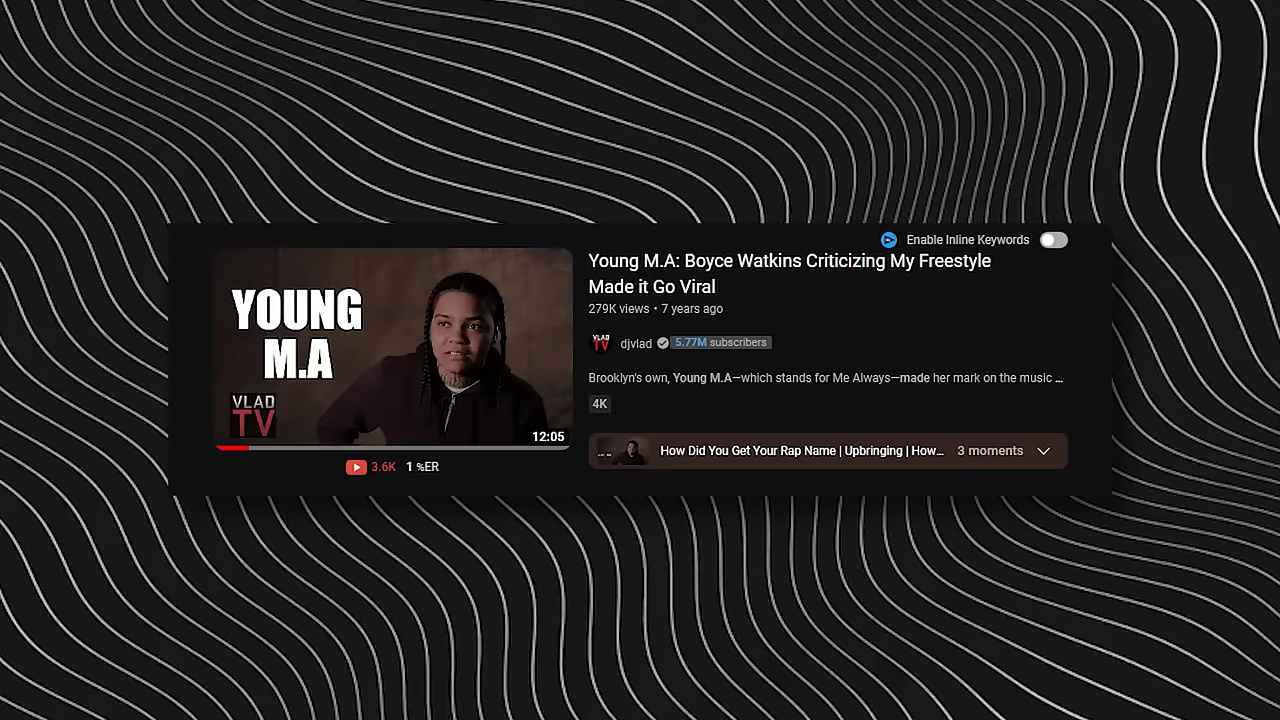 Enable Inline Keywords
YOUNG
M.A
VLAD
TV
12:05
3.6K 1 %ER
Young M.A: Boyce Watkins Criticizing My Freestyle
Made it Go Viral
279K views • 7 years ago
VLAD
TV
djvlad 5.77M subscribers
Brooklyn's own, Young M.A—which stands for Me Always—made her mark on the music ...
4K
How Did You Get Your Rap Name | Upbringing | How... 3 moments